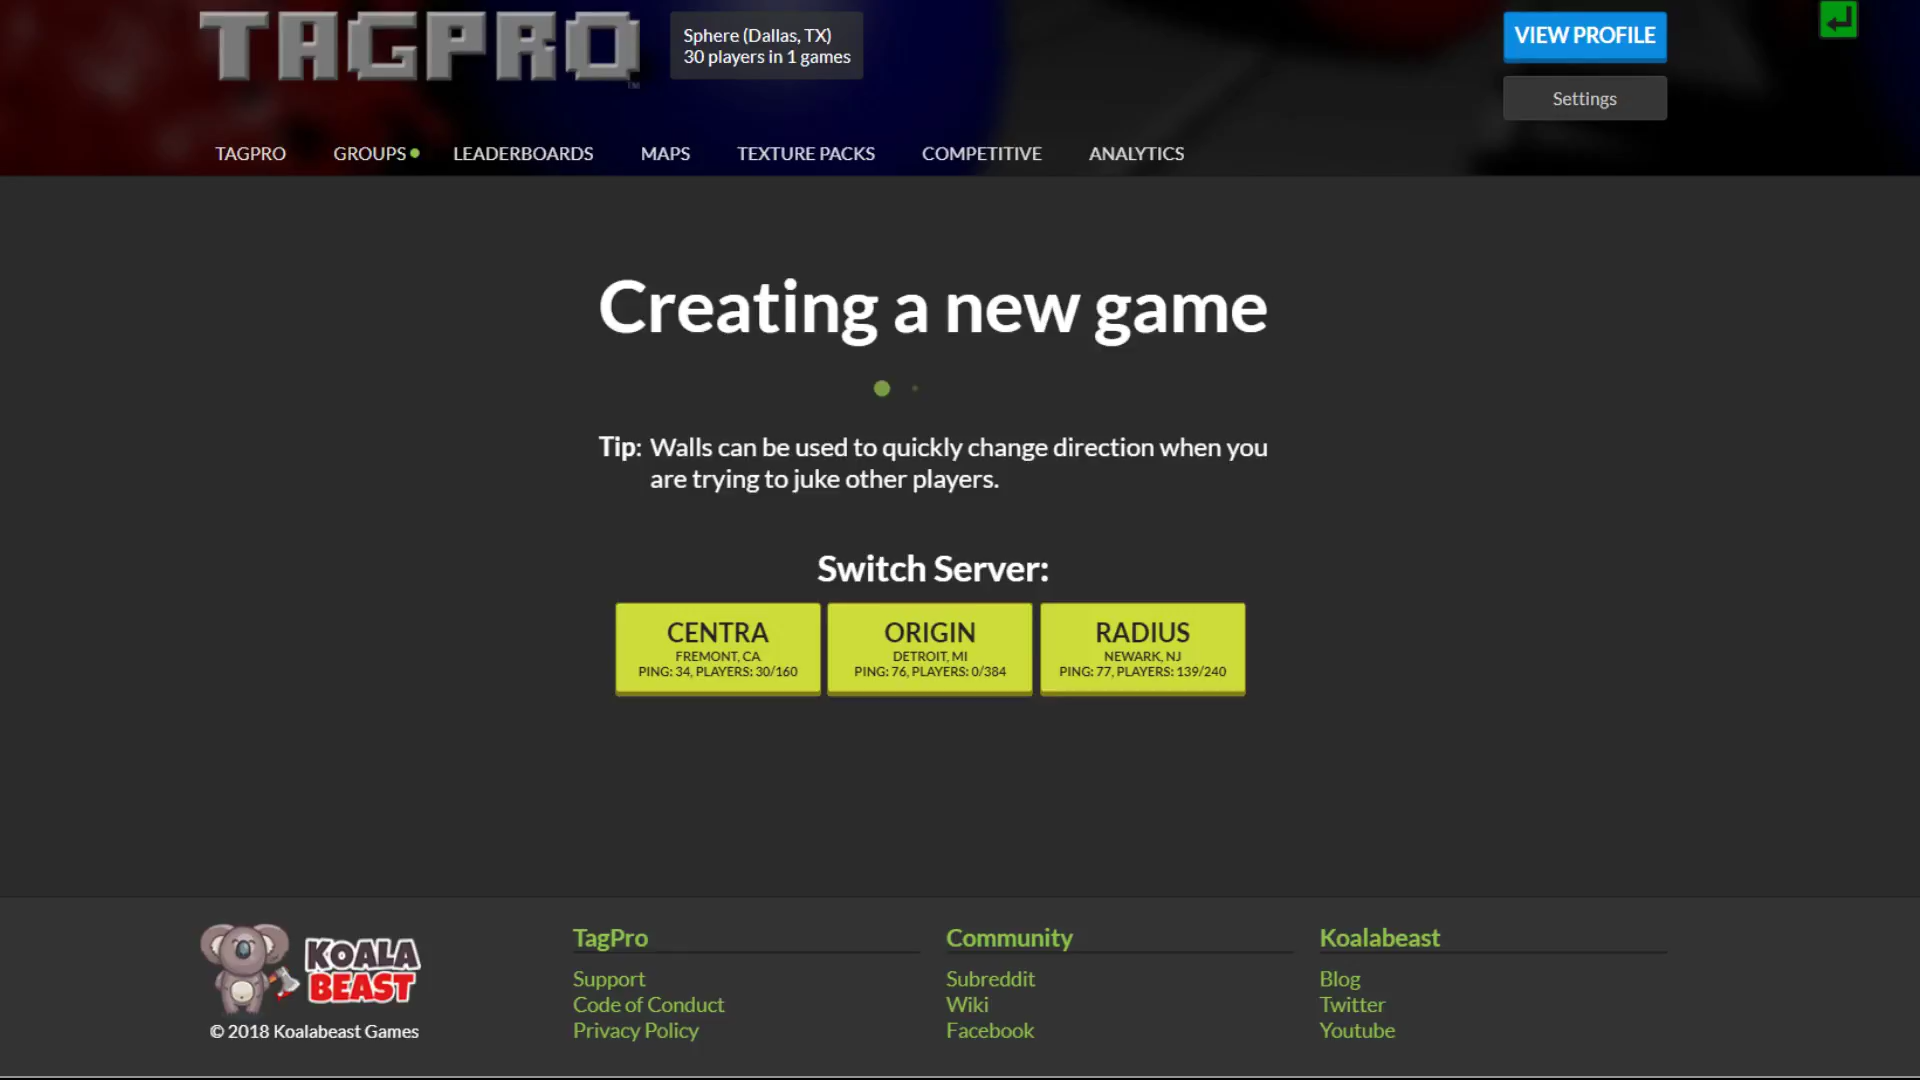 TAGPRO
TM
Sphere (Dallas, TX)
30 players in 1 games
VIEW PROFILE
Settings
TAGPRO GROUPS LEADERBOARDS MAPS TEXTURE PACKS COMPETITIVE ANALYTICS
Creating a new game
Tip: Walls can be used to quickly change direction when you
are trying to juke other players.
Switch Server:
CENTRA
FREMONT, CA
PING: 34, PLAYERS: 30/160
ORIGIN
DETROIT, MI
PING: 76, PLAYERS: 0/384
RADIUS
NEWARK, NJ
PING: 77, PLAYERS: 139/240
KOALA
BEAST
© 2018 Koalabeast Games
TagPro
Support
Code of Conduct
Privacy Policy
Community
Subreddit
Wiki
Facebook
Koalabeast
Blog
Twitter
Youtube